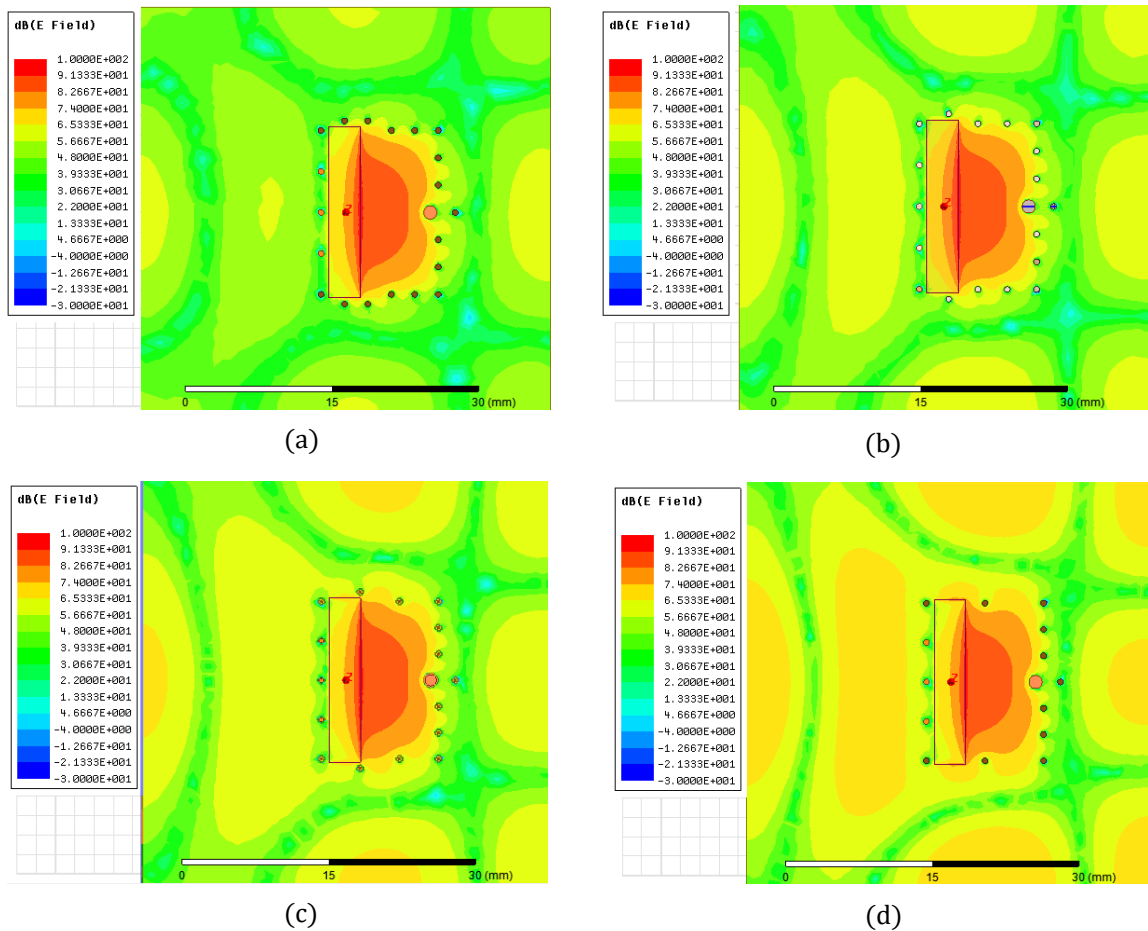 dB(E Field)
1.0000E+002
9.1333E+001
8.2667E+001
7.4000E+001
6.5333E+001
5.6667E+001
4.8000E+001
3.9333E+001
3.0667E+001
2.2000E+001
1.3333E+001
4.6667E+000
-4.0000E+000
-1.2667E+001
-2.1333E+001
-3.0000E+001
Z
0 15 30 (mm)
(a)
dB(E Field)
1.0000E+002
9.1333E+001
8.2667E+001
7.4000E+001
6.5333E+001
5.6667E+001
4.8000E+001
3.9333E+001
3.0667E+001
2.2000E+001
1.3333E+001
4.6667E+000
-4.0000E+000
-1.2667E+001
-2.1333E+001
-3.0000E+001
Z
0 15 30 (mm)
(b)
dB(E Field)
1.0000E+002
9.1333E+001
8.2667E+001
7.4000E+001
6.5333E+001
5.6667E+001
4.8000E+001
3.9333E+001
3.0667E+001
2.2000E+001
1.3333E+001
4.6667E+000
-4.0000E+000
-1.2667E+001
-2.1333E+001
-3.0000E+001
Z
0 15 30 (mm)
(c)
dB(E Field)
1.0000E+002
9.1333E+001
8.2667E+001
7.4000E+001
6.5333E+001
5.6667E+001
4.8000E+001
3.9333E+001
3.0667E+001
2.2000E+001
1.3333E+001
4.6667E+000
-4.0000E+000
-1.2667E+001
-2.1333E+001
-3.0000E+001
Z
0 15 30 (mm)
(d)